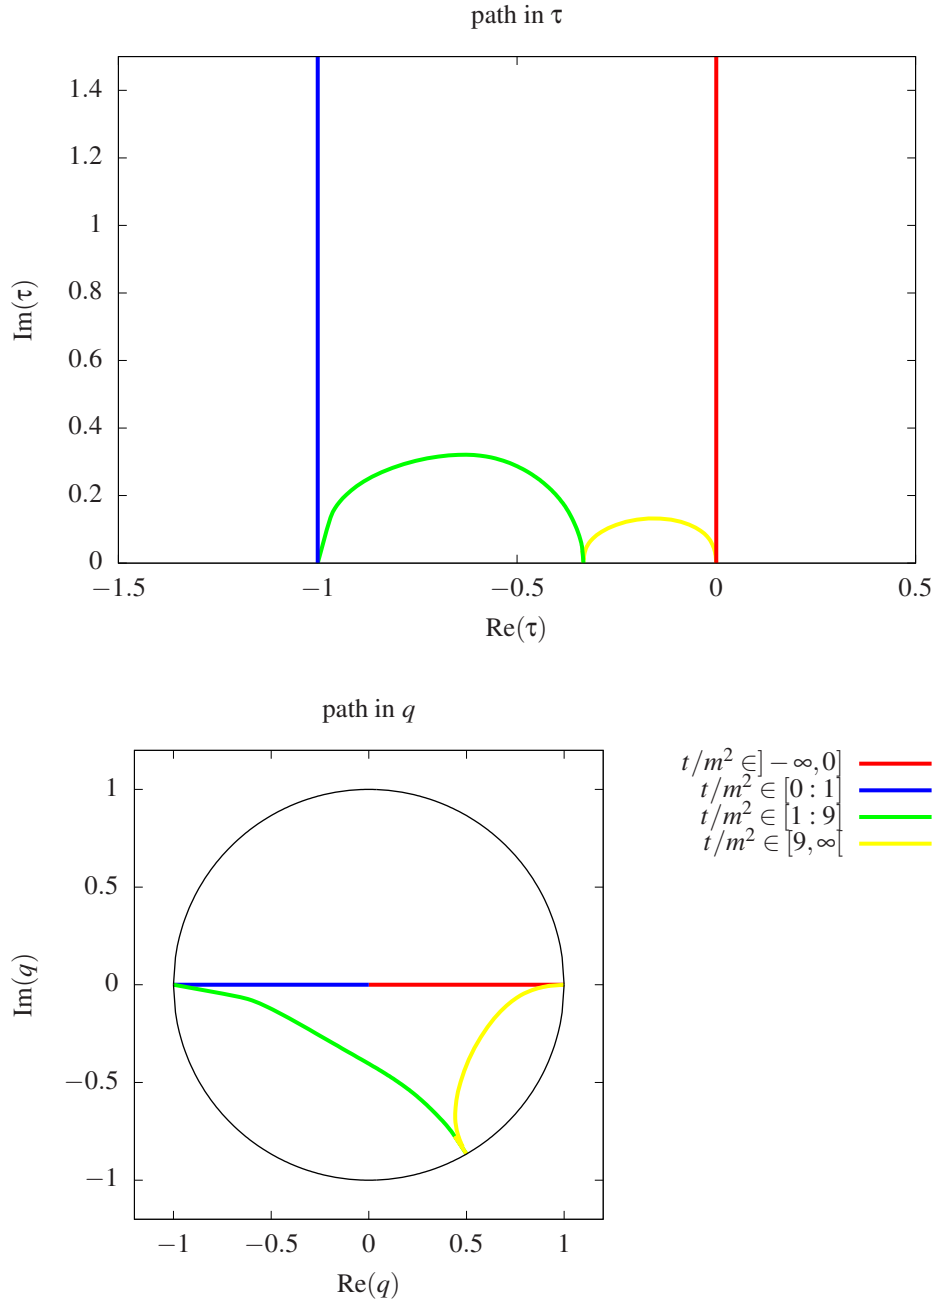 path in τ
1.4
1.2
1
0.8
0.6
0.4
0.2
0
Im(τ)
−1.5 −1 −0.5 0 0.5
Re(τ)
path in q
1
0.5
0
−0.5
−1
Im(q)
−1 −0.5 0 0.5 1
Re(q)
t/m² ∈] − ∞, 0]
t/m² ∈ [0 : 1]
t/m² ∈ [1 : 9]
t/m² ∈ [9, ∞[